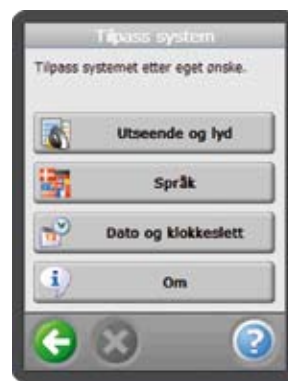 Tilpass system
Tilpass systemet etter eget ønske.
Utseende og lyd
Språk
Dato og klokkeslett
Om